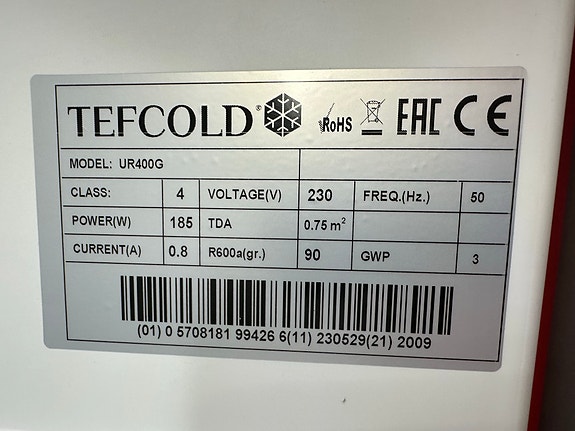 TEFCOLD® RoHS EAC CE
MODEL: UR400G
CLASS: 4 VOLTAGE(V) 230 FREQ.(Hz.) 50
POWER(W) 185 TDA 0.75 m²
CURRENT(A) 0.8 R600a(gr.) 90 GWP 3
(01) 0 5708181 99426 6(11) 230529(21) 2009